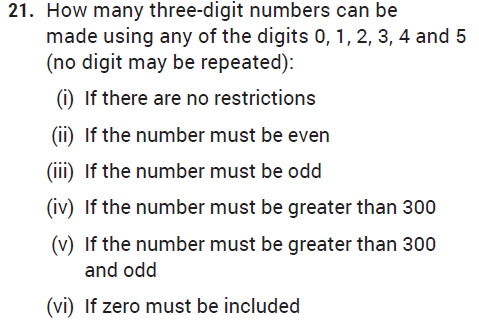 21. How many three-digit numbers can be
made using any of the digits 0, 1, 2, 3, 4 and 5
(no digit may be repeated):
(i) If there are no restrictions
(ii) If the number must be even
(iii) If the number must be odd
(iv) If the number must be greater than 300
(v) If the number must be greater than 300
and odd
(vi) If zero must be included